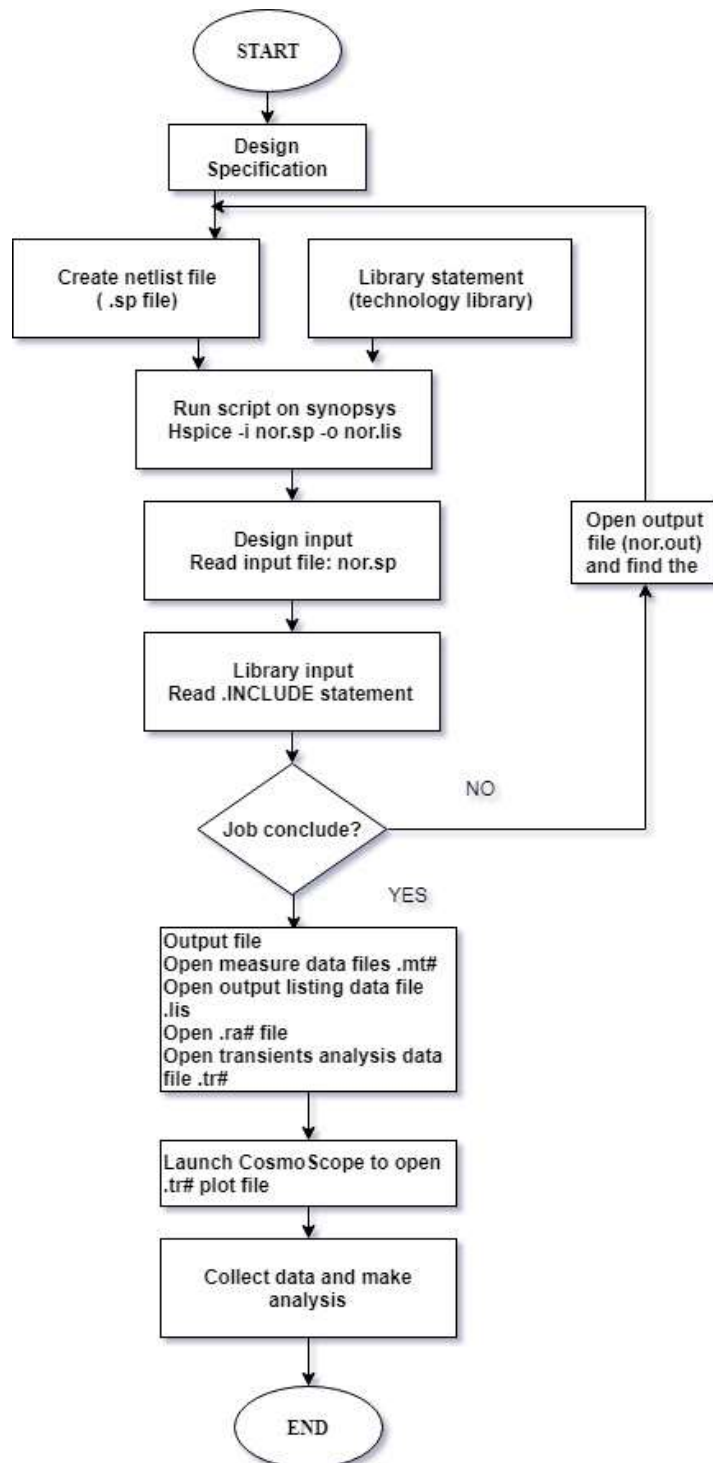 START
Design
Specification
Create netlist file
( .sp file)
Library statement
(technology library)
Run script on synopsys
Hspice -i nor.sp -o nor.lis
Design input
Read input file: nor.sp
Open output
file (nor.out)
and find the
Library input
Read .INCLUDE statement
NO
Job conclude?
YES
Output file
Open measure data files .mt#
Open output listing data file
.lis
Open .ra# file
Open transients analysis data
file .tr#
Launch CosmoScope to open
.tr# plot file
Collect data and make
analysis
END